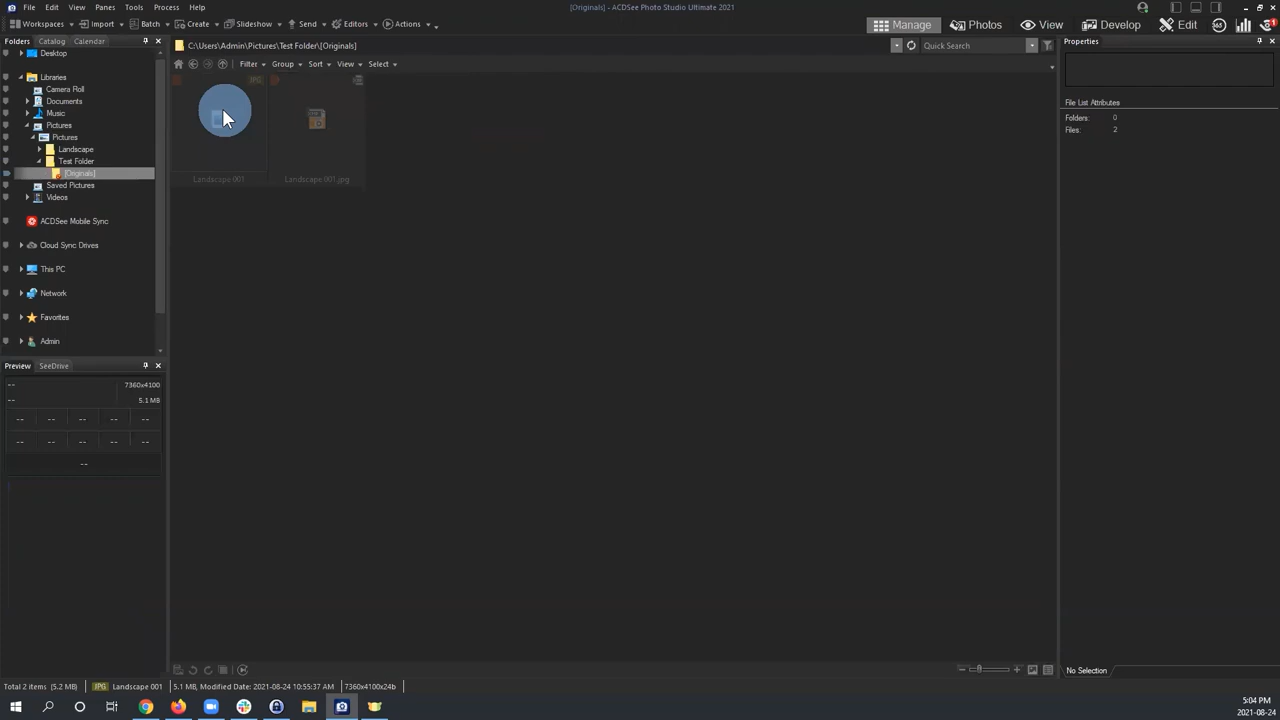 [Originals] - ACDSee Photo Studio Ultimate 2021
File Edit View Panes Tools Process Help
Workspaces Import Batch Create Slideshow Send Editors Actions
Manage Photos View Develop Edit 365
Folders Catalog Calendar
C:\Users\Admin\Pictures\Test Folder\[Originals]
Quick Search
Properties
Filter Group Sort View Select
Desktop
Libraries
Camera Roll
Documents
Music
Pictures
Pictures
Landscape
Test Folder
[Originals]
Saved Pictures
Videos
ACDSee Mobile Sync
Cloud Sync Drives
This PC
Network
Favorites
Admin
JPG
Landscape 001
Landscape 001.jpg
File List Attributes
Folders: 0
Files: 2
Preview SeeDrive
-- 7360x4100
-- 5.1 MB
-- -- -- -- --
-- -- -- -- --
--
No Selection
Total 2 items (5.2 MB) JPG Landscape 001 5.1 MB, Modified Date: 2021-08-24 10:55:37 AM 7360x4100x24b
5:04 PM
2021-08-24